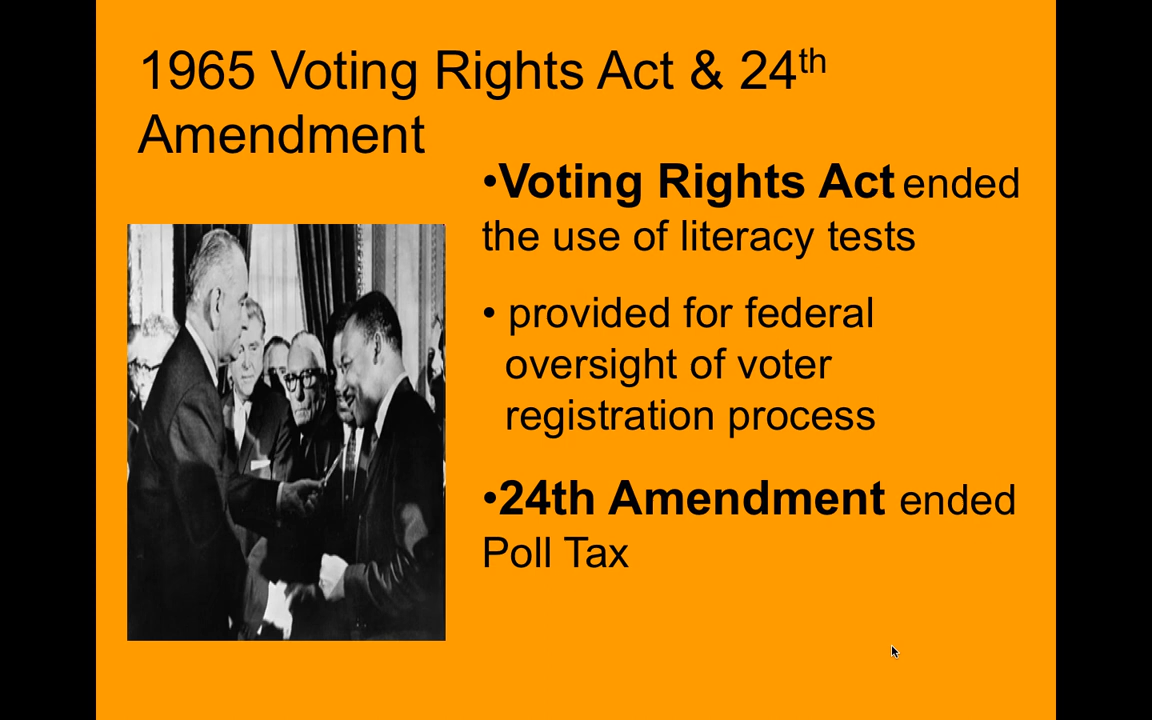 1965 Voting Rights Act & 24th
Amendment
•Voting Rights Act ended
the use of literacy tests
• provided for federal
oversight of voter
registration process
•24th Amendment ended
Poll Tax